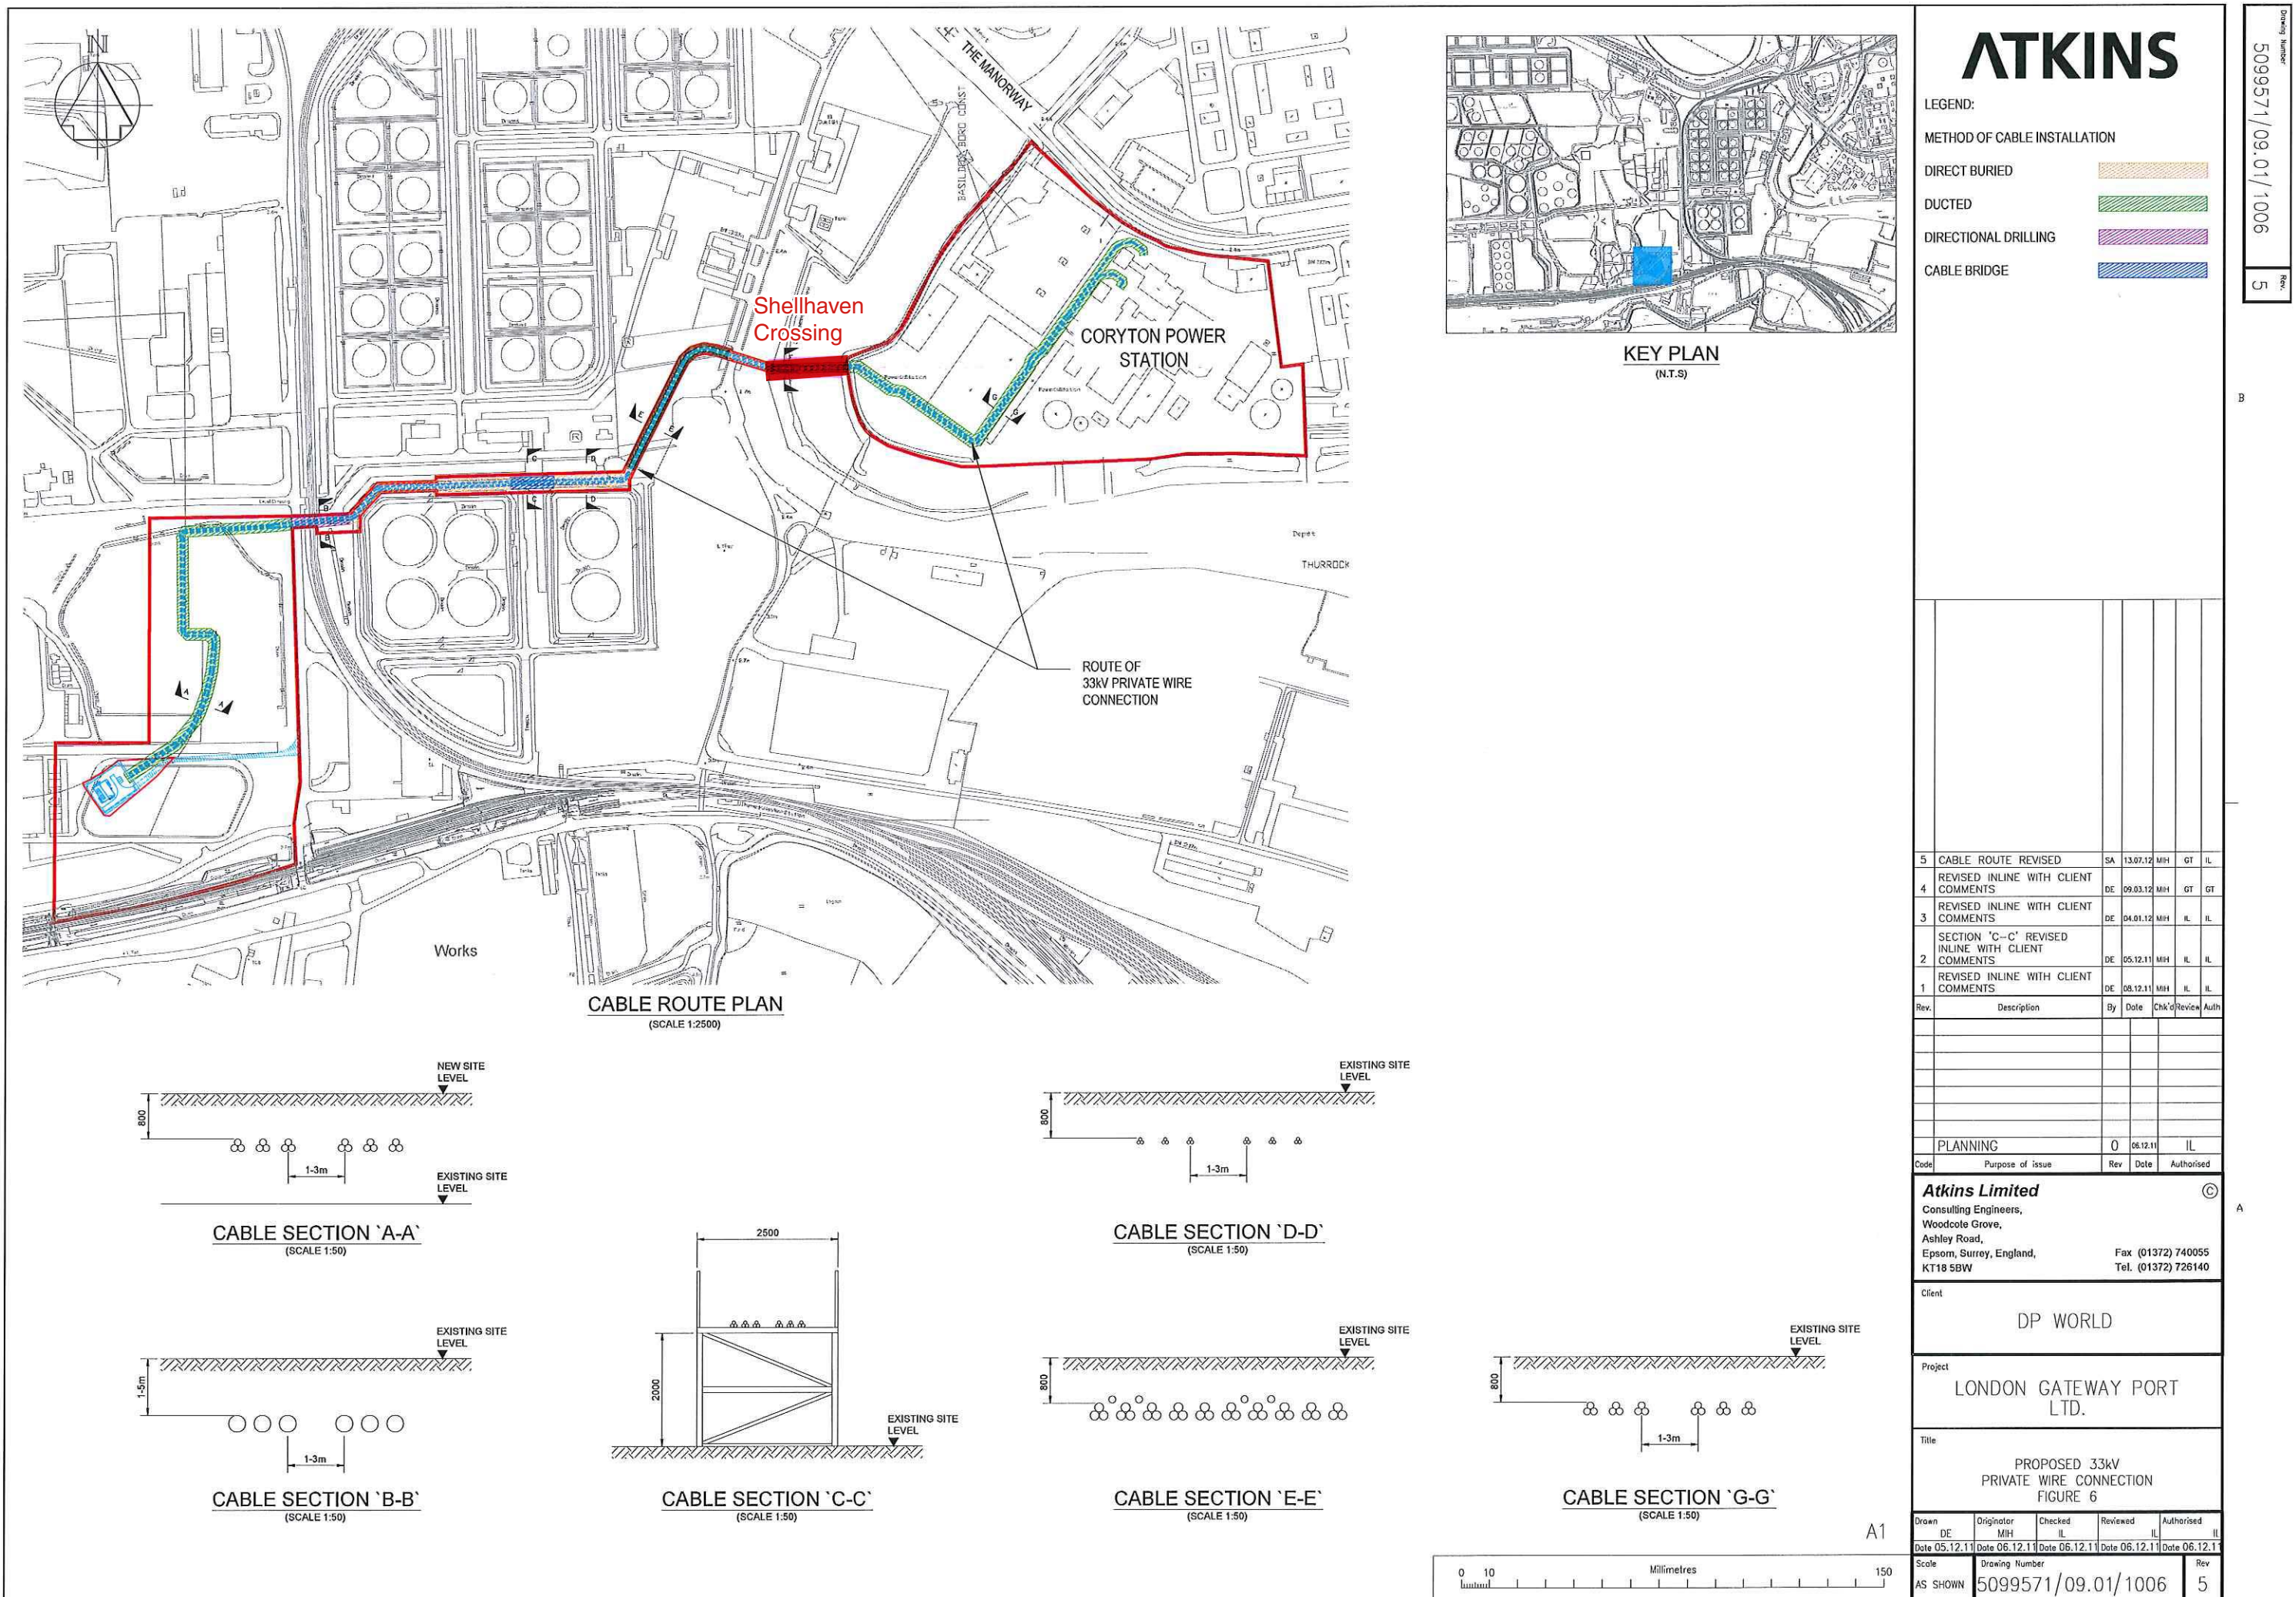 N
THE MANORWAY
BASILDON BORO CONST
Shellhaven
Crossing
CORYTON POWER
STATION
E
E
G
G
C
D
C
D
B
B
A
A
Depot
THURROCK
ROUTE OF
33kV PRIVATE WIRE
CONNECTION
Works
CABLE ROUTE PLAN
(SCALE 1:2500)
KEY PLAN
(N.T.S)
NEW SITE
LEVEL
800
1-3m
EXISTING SITE
LEVEL
CABLE SECTION `A-A`
(SCALE 1:50)
EXISTING SITE
LEVEL
800
1-3m
CABLE SECTION `D-D`
(SCALE 1:50)
EXISTING SITE
LEVEL
1-5m
1-3m
CABLE SECTION `B-B`
(SCALE 1:50)
2500
2000
EXISTING SITE
LEVEL
CABLE SECTION `C-C`
(SCALE 1:50)
EXISTING SITE
LEVEL
800
CABLE SECTION `E-E`
(SCALE 1:50)
EXISTING SITE
LEVEL
800
1-3m
CABLE SECTION `G-G`
(SCALE 1:50)
A1
0 10 Millimetres 150
ATKINS
LEGEND:
METHOD OF CABLE INSTALLATION
DIRECT BURIED
DUCTED
DIRECTIONAL DRILLING
CABLE BRIDGE
5 CABLE ROUTE REVISED SA 13.07.12 MIH GT IL
REVISED INLINE WITH CLIENT
4 COMMENTS DE 09.03.12 MIH GT GT
REVISED INLINE WITH CLIENT
3 COMMENTS DE 04.01.12 MIH IL IL
SECTION 'C-C' REVISED
INLINE WITH CLIENT
2 COMMENTS DE 05.12.11 MIH IL IL
REVISED INLINE WITH CLIENT
1 COMMENTS DE 08.12.11 MIH IL IL
Rev. Description By Date Chk'd Review Auth
PLANNING 0 06.12.11 IL
Code Purpose of issue Rev Date Authorised
Atkins Limited ©
Consulting Engineers,
Woodcote Grove,
Ashley Road,
Epsom, Surrey, England, Fax (01372) 740055
KT18 5BW Tel. (01372) 726140
Client
DP WORLD
Project
LONDON GATEWAY PORT
LTD.
Title
PROPOSED 33kV
PRIVATE WIRE CONNECTION
FIGURE 6
Drawn Originator Checked Reviewed Authorised
DE MIH IL IL IL
Date 05.12.11 Date 06.12.11 Date 06.12.11 Date 06.12.11 Date 06.12.11
Scale Drawing Number Rev
AS SHOWN 5099571/09.01/1006 5
Drawing Number
5099571/09.01/1006
Rev.
5
B
A